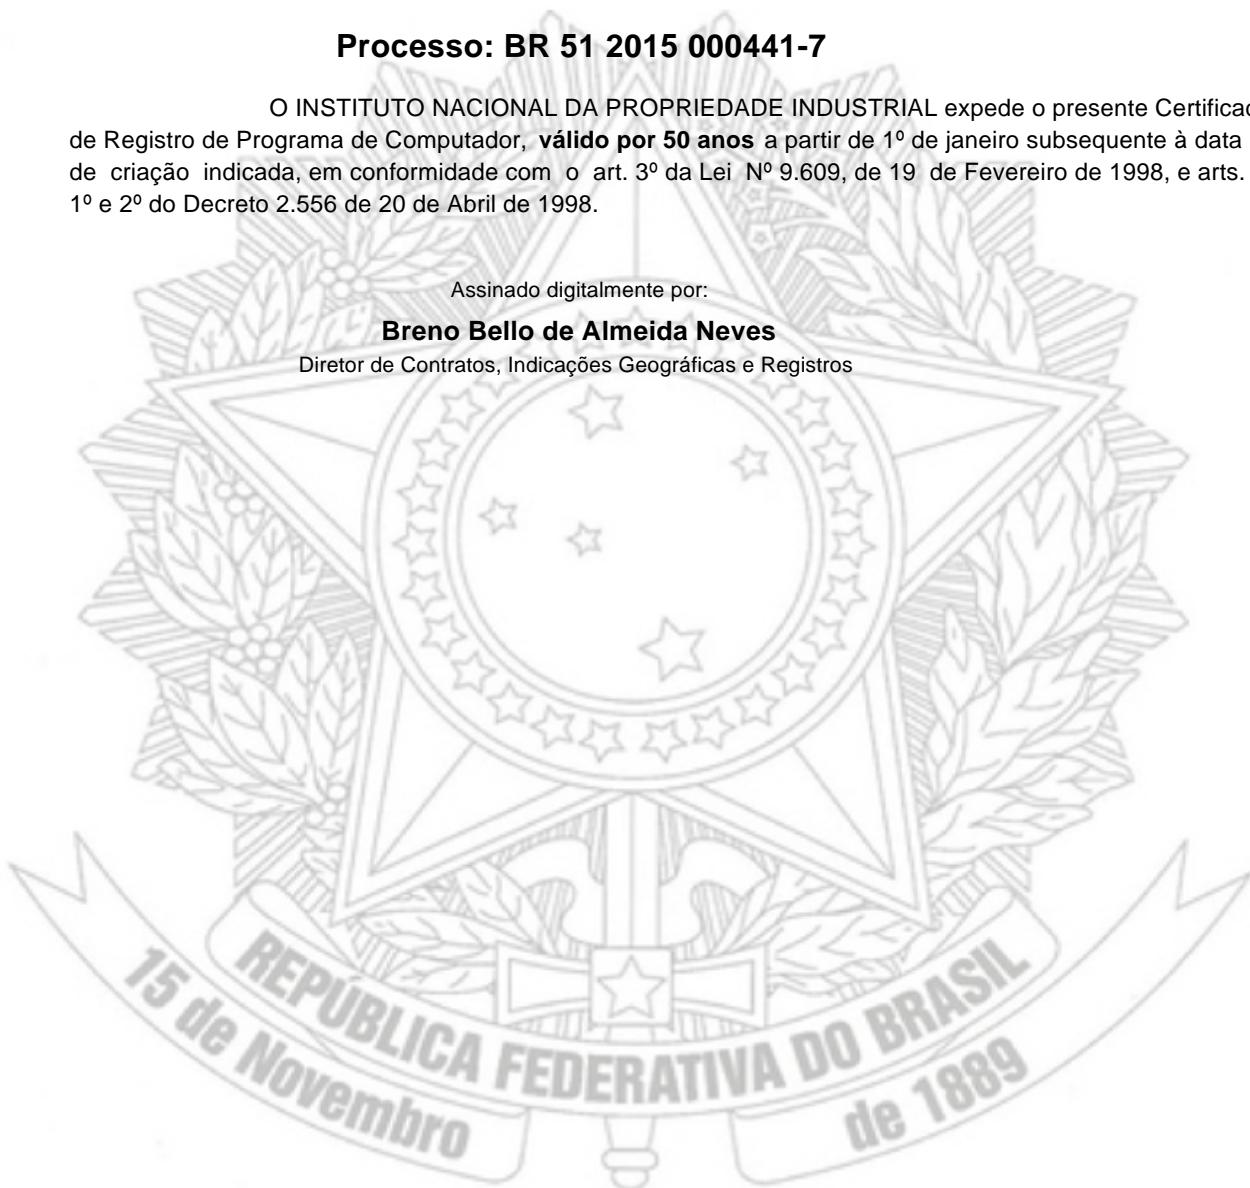 Processo: BR 51 2015 000441-7
O INSTITUTO NACIONAL DA PROPRIEDADE INDUSTRIAL expede o presente Certificad
de Registro de Programa de Computador, válido por 50 anos a partir de 1º de janeiro subsequente à data
de criação indicada, em conformidade com o art. 3º da Lei Nº 9.609, de 19 de Fevereiro de 1998, e arts.
1º e 2º do Decreto 2.556 de 20 de Abril de 1998.
Assinado digitalmente por:
Breno Bello de Almeida Neves
Diretor de Contratos, Indicações Geográficas e Registros
REPÚBLICA FEDERATIVA DO BRASIL
15 de Novembro de 1889